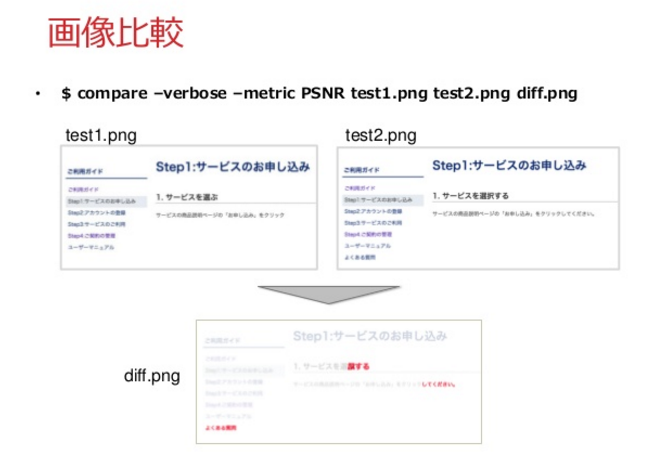 画像比較
• $ compare –verbose –metric PSNR test1.png test2.png diff.png
test1.png
ご利用ガイド
ご利用ガイド
Step1:サービスのお申し込み
Step2:アカウントの登録
Step3:サービスのご利用
Step4:ご契約の管理
ユーザーマニュアル
Step1:サービスのお申し込み
1. サービスを選ぶ
サービスの商品説明ページの「お申し込み」をクリック
test2.png
ご利用ガイド
ご利用ガイド
Step1:サービスのお申し込み
Step2:アカウントの登録
Step3:サービスのご利用
Step4:ご契約の管理
ユーザーマニュアル
よくある質問
Step1:サービスのお申し込み
1. サービスを選択する
サービスの商品説明ページの「お申し込み」をクリックしてください。
diff.png
ご利用ガイド
ご利用ガイド
Step1:サービスのお申し込み
Step2:アカウントの登録
Step3:サービスのご利用
Step4:ご契約の管理
ユーザーマニュアル
よくある質問
Step1:サービスのお申し込み
1. サービスを選択する
サービスの商品説明ページの「お申し込み」をクリックしてください。